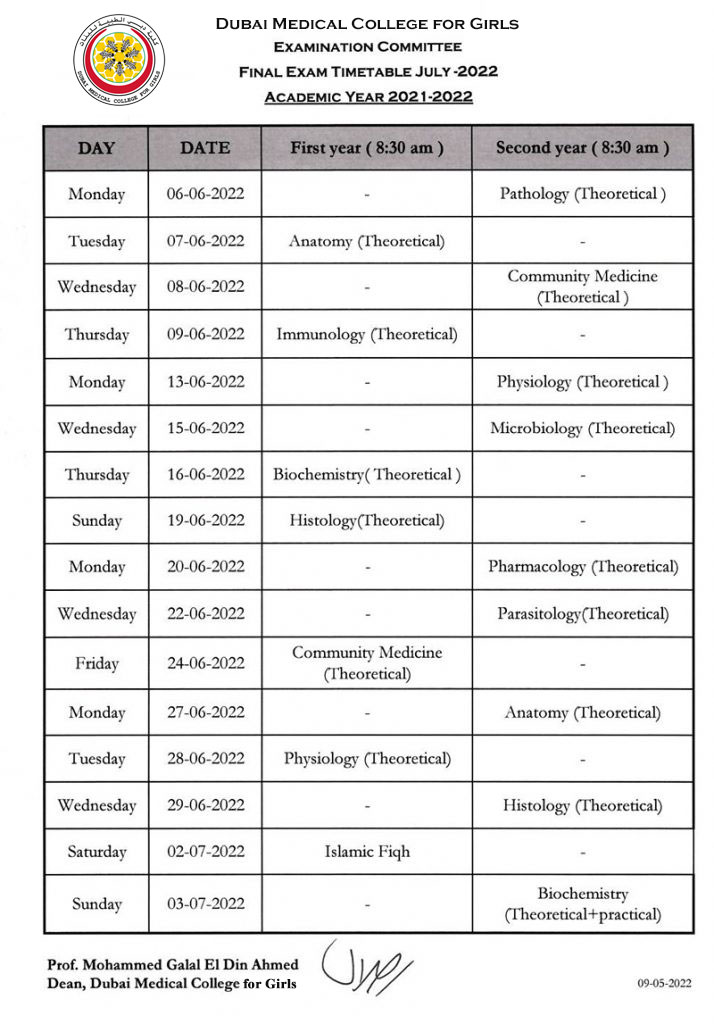 كلية دبي الطبية للبنات
DUBAI MEDICAL COLLEGE FOR GIRLS
DUBAI MEDICAL COLLEGE FOR GIRLS
EXAMINATION COMMITTEE
FINAL EXAM TIMETABLE JULY -2022
ACADEMIC YEAR 2021-2022
DAY DATE First year ( 8:30 am ) Second year ( 8:30 am )
Monday 06-06-2022 - Pathology (Theoretical )
Tuesday 07-06-2022 Anatomy (Theoretical) -
Wednesday 08-06-2022 - Community Medicine
(Theoretical )
Thursday 09-06-2022 Immunology (Theoretical) -
Monday 13-06-2022 - Physiology (Theoretical )
Wednesday 15-06-2022 - Microbiology (Theoretical)
Thursday 16-06-2022 Biochemistry( Theoretical ) -
Sunday 19-06-2022 Histology(Theoretical) -
Monday 20-06-2022 - Pharmacology (Theoretical)
Wednesday 22-06-2022 - Parasitology(Theoretical)
Friday 24-06-2022 Community Medicine
(Theoretical) -
Monday 27-06-2022 - Anatomy (Theoretical)
Tuesday 28-06-2022 Physiology (Theoretical) -
Wednesday 29-06-2022 - Histology (Theoretical)
Saturday 02-07-2022 Islamic Fiqh -
Sunday 03-07-2022 - Biochemistry
(Theoretical+practical)
Prof. Mohammed Galal El Din Ahmed
Dean, Dubai Medical College for Girls
09-05-2022